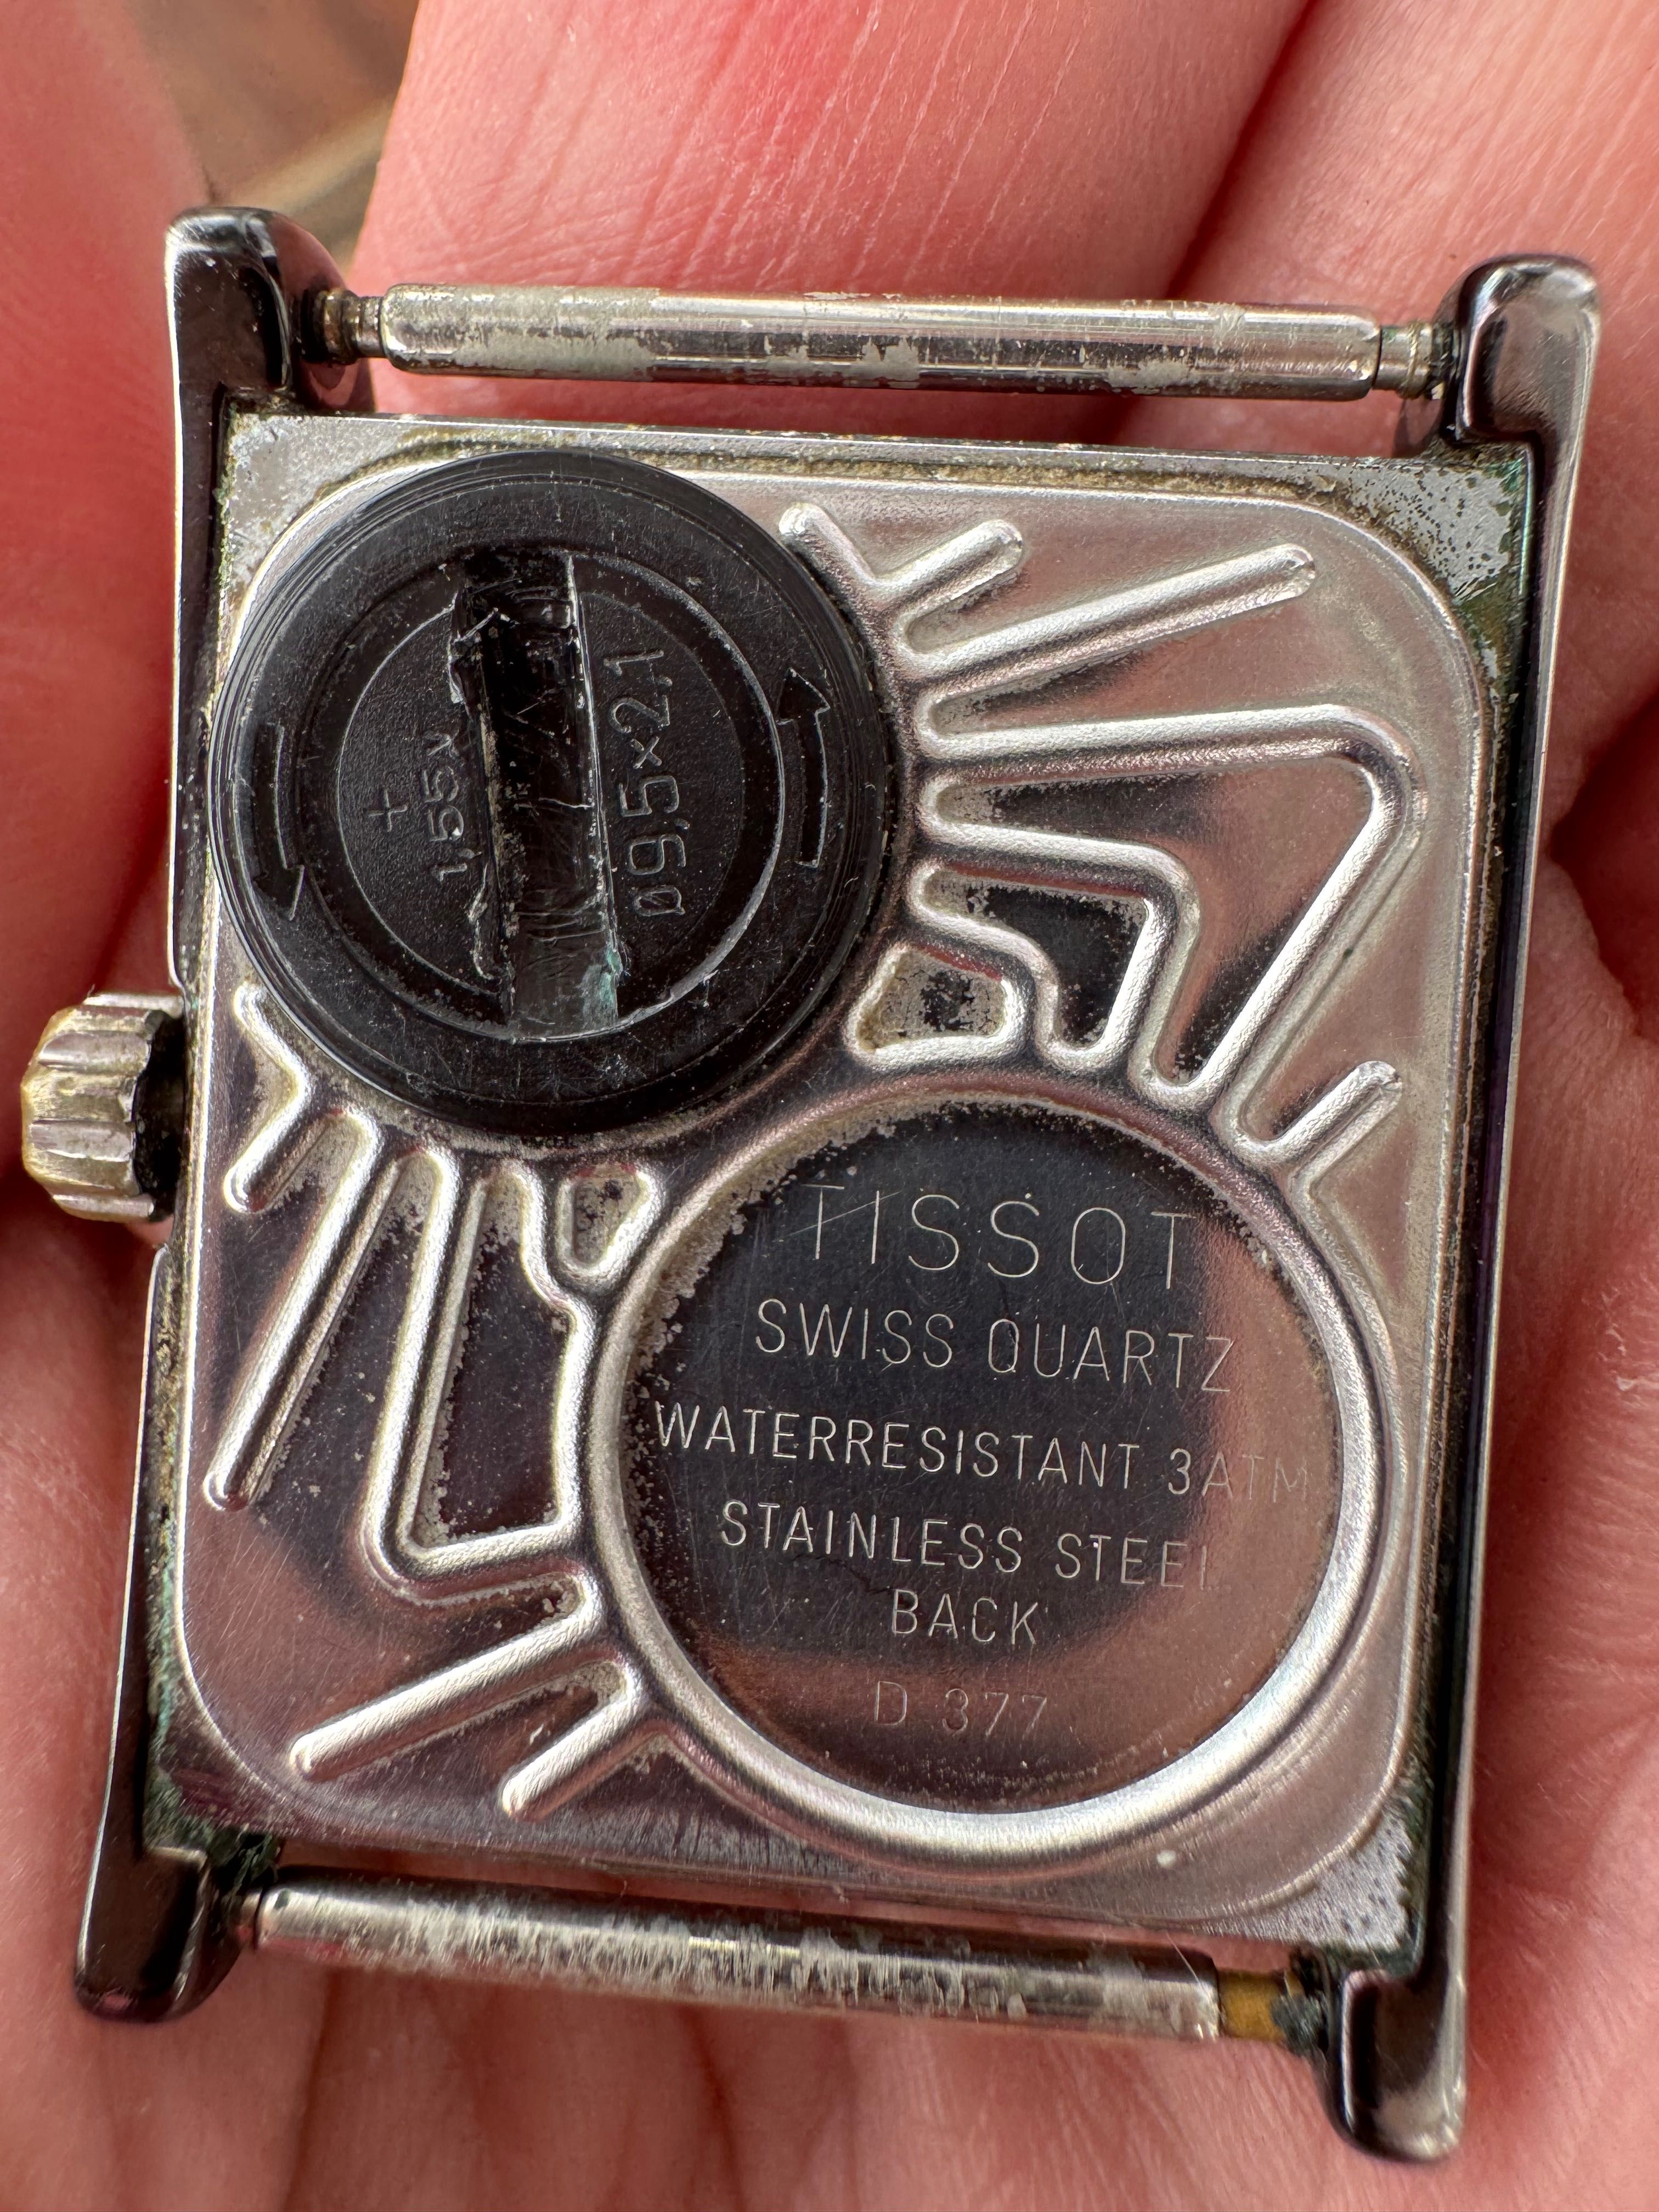 +
1,55V
Ø9,5×2,1
TISSOT
SWISS QUARTZ
WATERRESISTANT 3ATM
STAINLESS STEEL
BACK
D 377